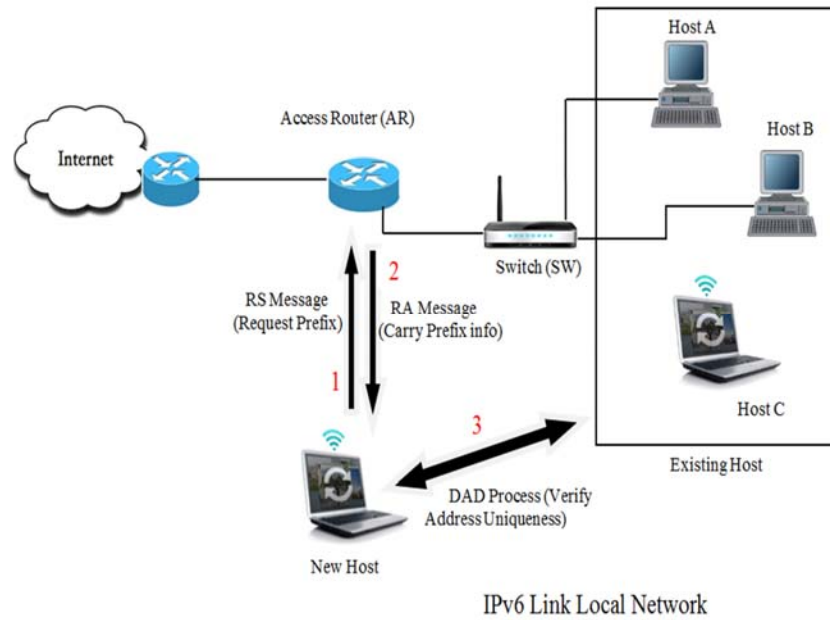 Host A
Access Router (AR)
Host B
Internet
Switch (SW)
2
RS Message
(Request Prefix)
RA Message
(Carry Prefix info)
1
Host C
3
Existing Host
DAD Process (Verify
Address Uniqueness)
New Host
IPv6 Link Local Network